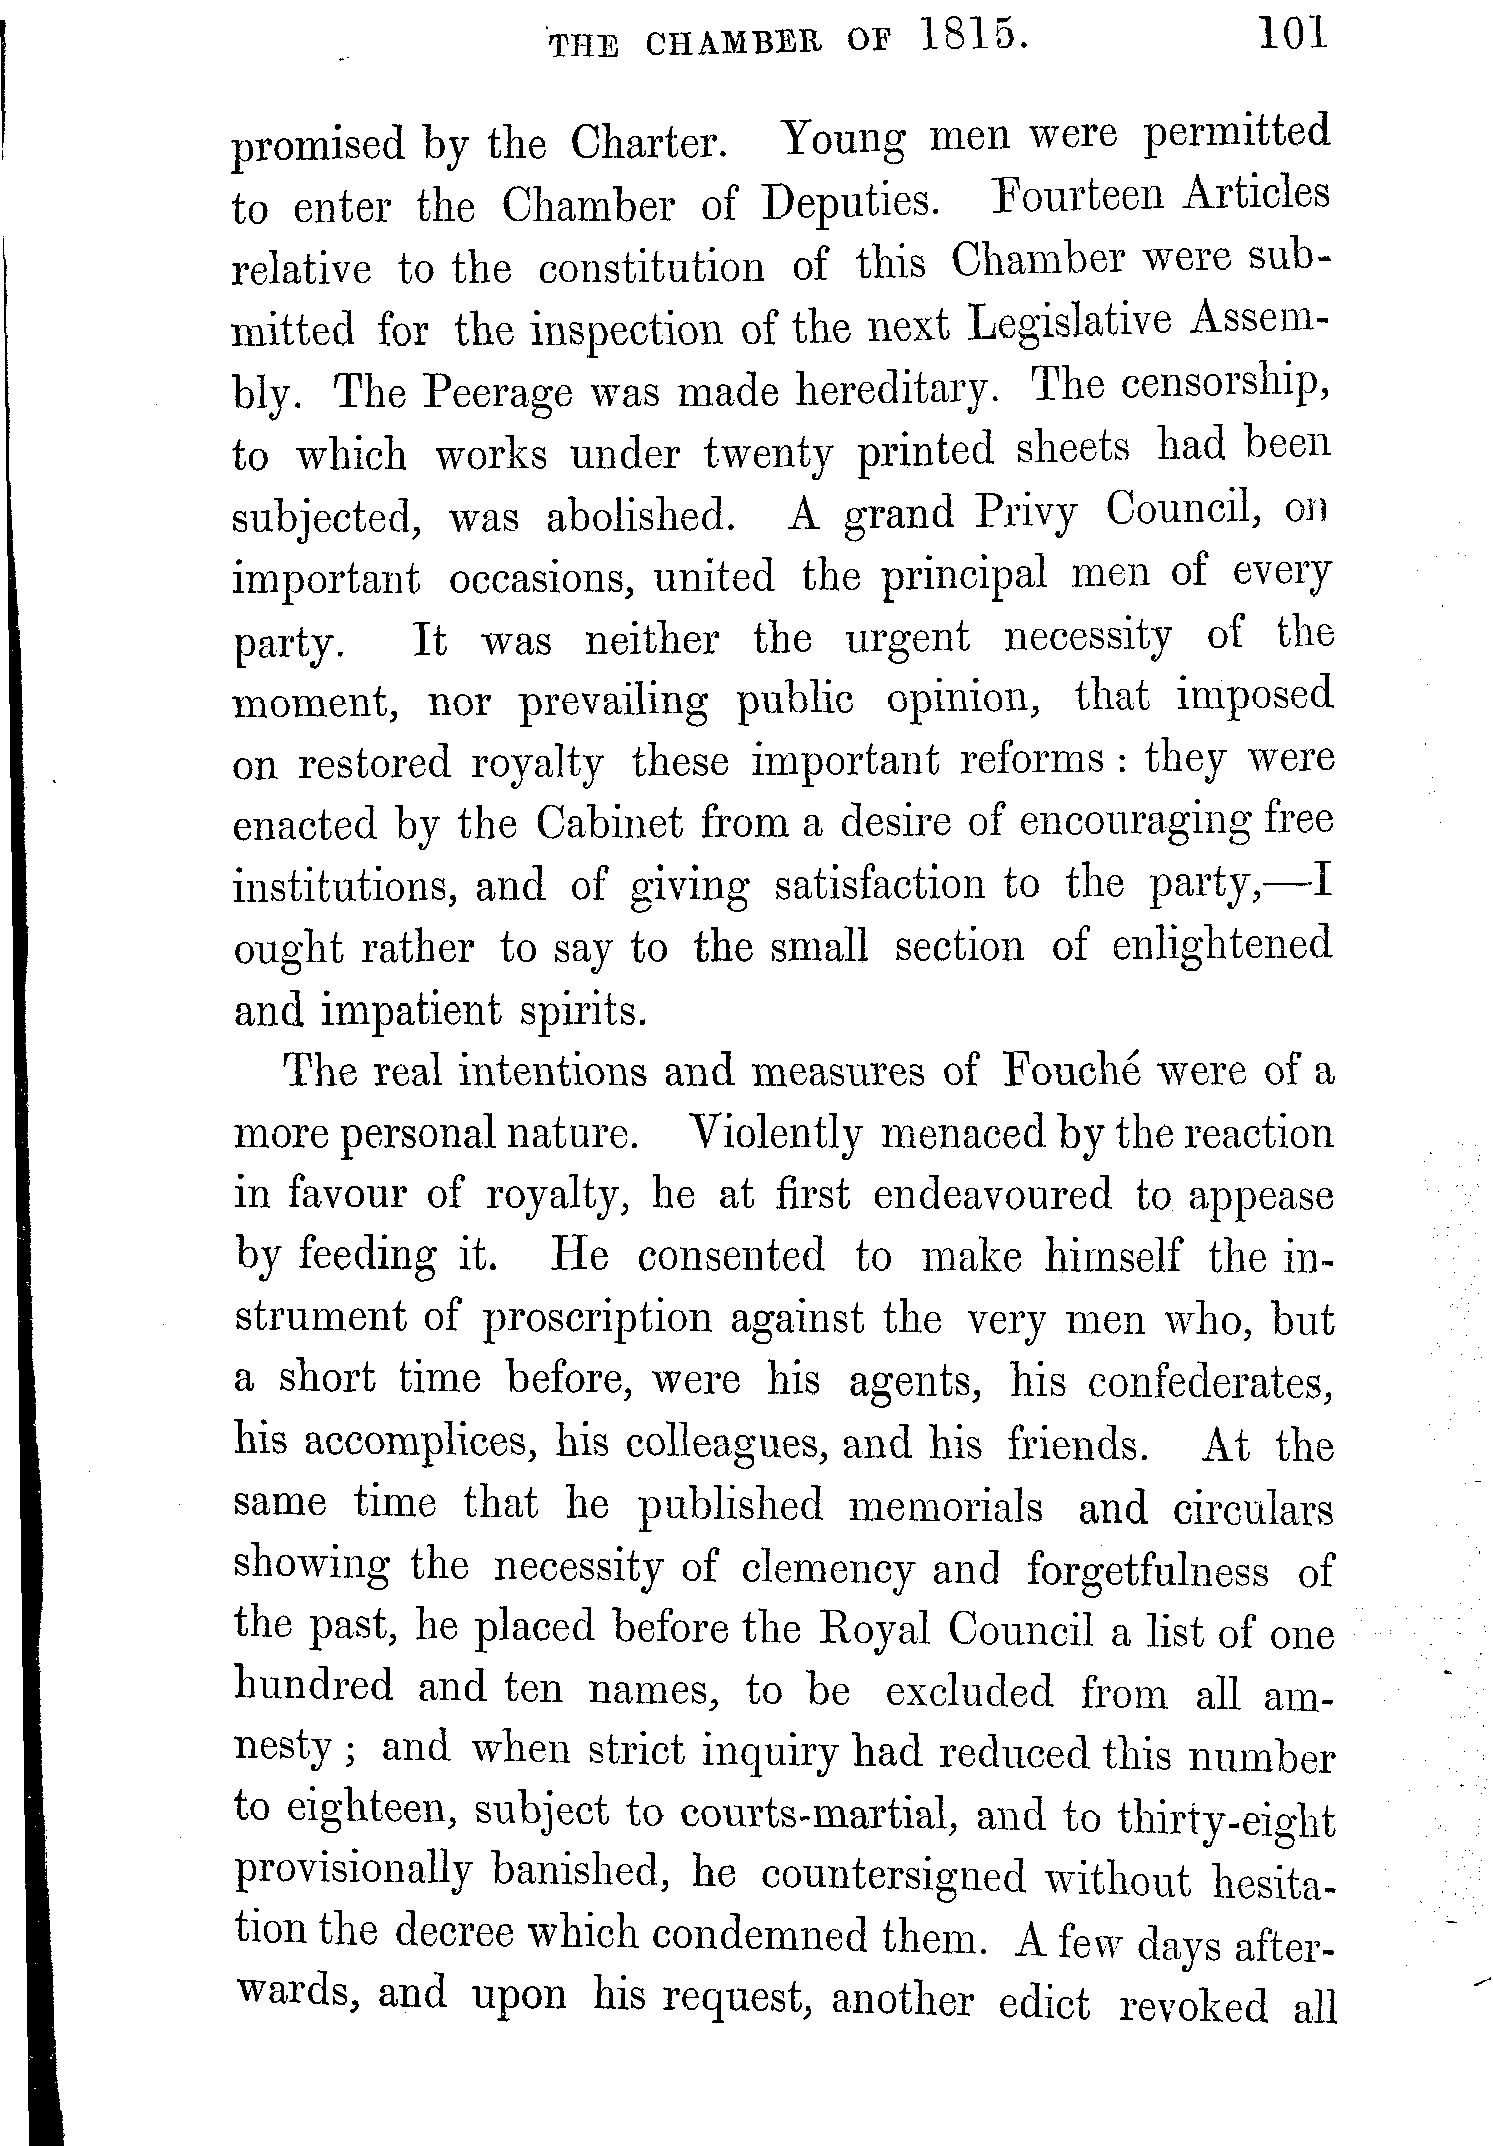 THE CHAMBER OF 1815. 101
promised by the Charter. Young men were permitted
to enter the Chamber of Deputies. Fourteen Articles
relative to the constitution of this Chamber were sub-
mitted for the inspection of the next Legislative Assem-
bly. The Peerage was made hereditary. The censorship,
to which works under twenty printed sheets had been
subjected, was abolished. A grand Privy Council, on
important occasions, united the principal men of every
party. It was neither the urgent necessity of the
moment, nor prevailing public opinion, that imposed
on restored royalty these important reforms : they were
enacted by the Cabinet from a desire of encouraging free
institutions, and of giving satisfaction to the party,—I
ought rather to say to the small section of enlightened
and impatient spirits.
The real intentions and measures of Fouché were of a
more personal nature. Violently menaced by the reaction
in favour of royalty, he at first endeavoured to appease
by feeding it. He consented to make himself the in-
strument of proscription against the very men who, but
a short time before, were his agents, his confederates,
his accomplices, his colleagues, and his friends. At the
same time that he published memorials and circulars
showing the necessity of clemency and forgetfulness of
the past, he placed before the Royal Council a list of one
hundred and ten names, to be excluded from all am-
nesty ; and when strict inquiry had reduced this number
to eighteen, subject to courts-martial, and to thirty-eight
provisionally banished, he countersigned without hesita-
tion the decree which condemned them. A few days after-
wards, and upon his request, another edict revoked all